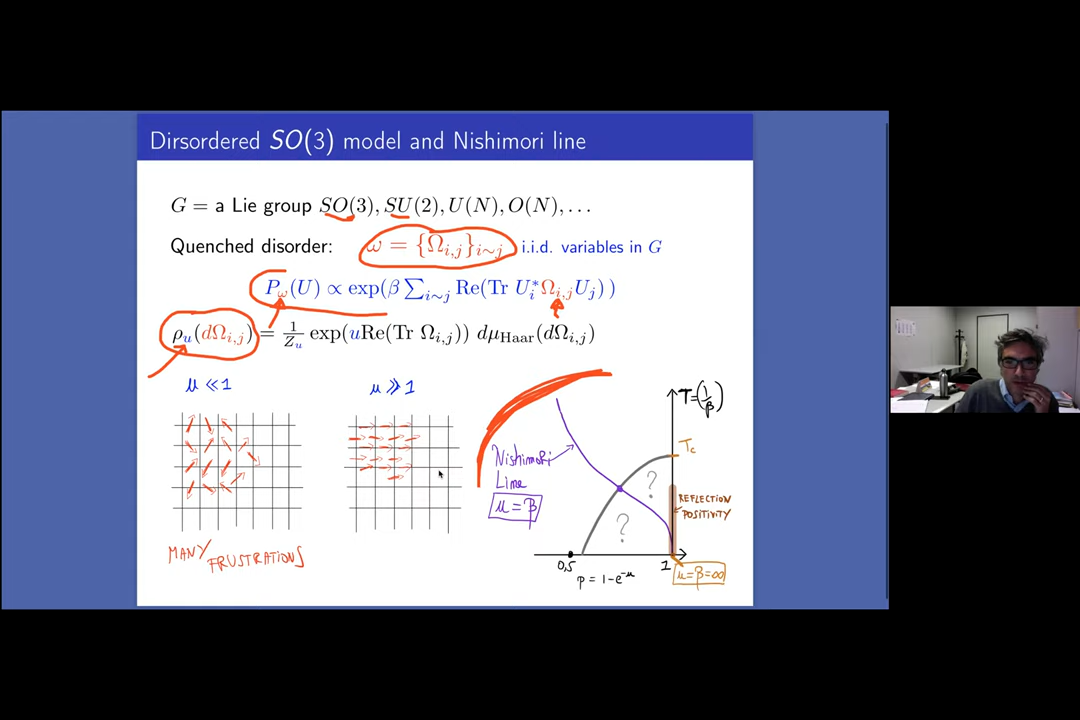 Dirsordered SO(3) model and Nishimori line
G = a Lie group SO(3), SU(2), U(N), O(N), . . .
Quenched disorder: ω = {Ω_{i,j}}_{i∼j} i.i.d. variables in G
P_ω(U) ∝ exp(β ∑_{i∼j} Re(Tr U_i^* Ω_{i,j} U_j) )
ρ_u(dΩ_{i,j}) = 1/Z_u exp(uRe(Tr Ω_{i,j})) dμ_Haar(dΩ_{i,j})
u ≪ 1
u ≫ 1
T = (1/β)
T_c
Nishimori
Line
u = β
?
?
REFLECTION
POSITIVITY
MANY FRUSTRATIONS
0,5
1
p = 1 − e^{−u}
u = β = ∞